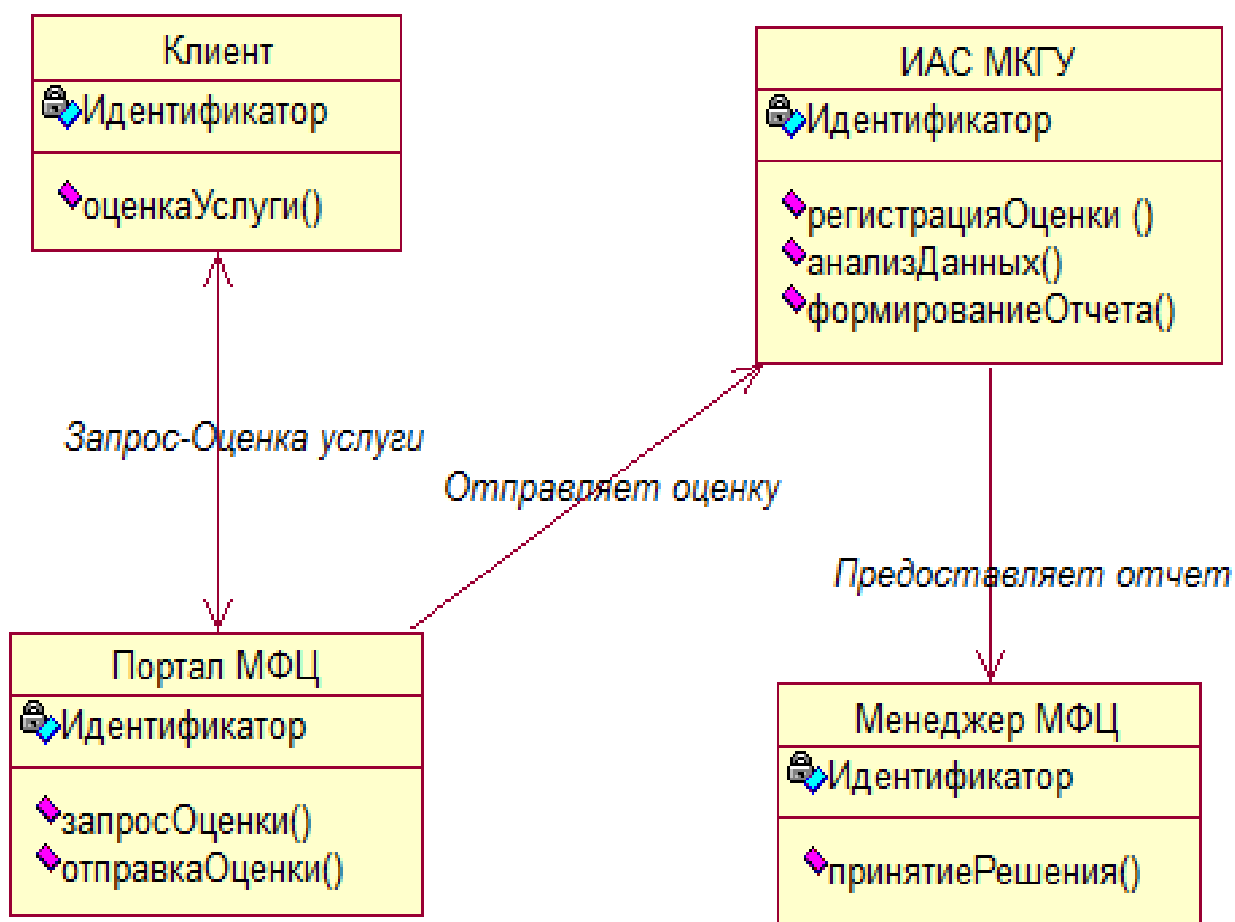 Клиент
Идентификатор
оценкаУслуги()
ИАС МКГУ
Идентификатор
регистрацияОценки ()
анализДанных()
формированиеОтчета()
Запрос-Оценка услуги
Отправляет оценку
Предоставляет отчет
Портал МФЦ
Идентификатор
запросОценки()
отправкаОценки()
Менеджер МФЦ
Идентификатор
принятиеРешения()